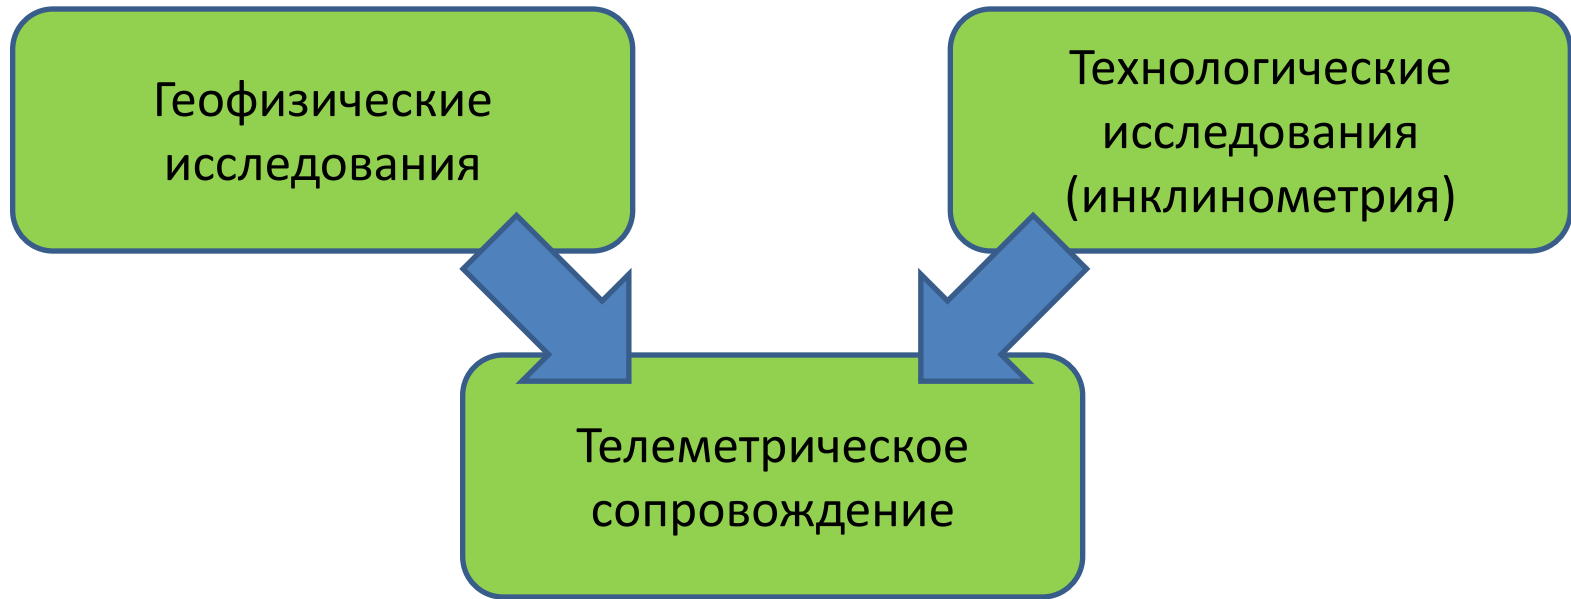 Геофизические
исследования
Технологические
исследования
(инклинометрия)
Телеметрическое
сопровождение